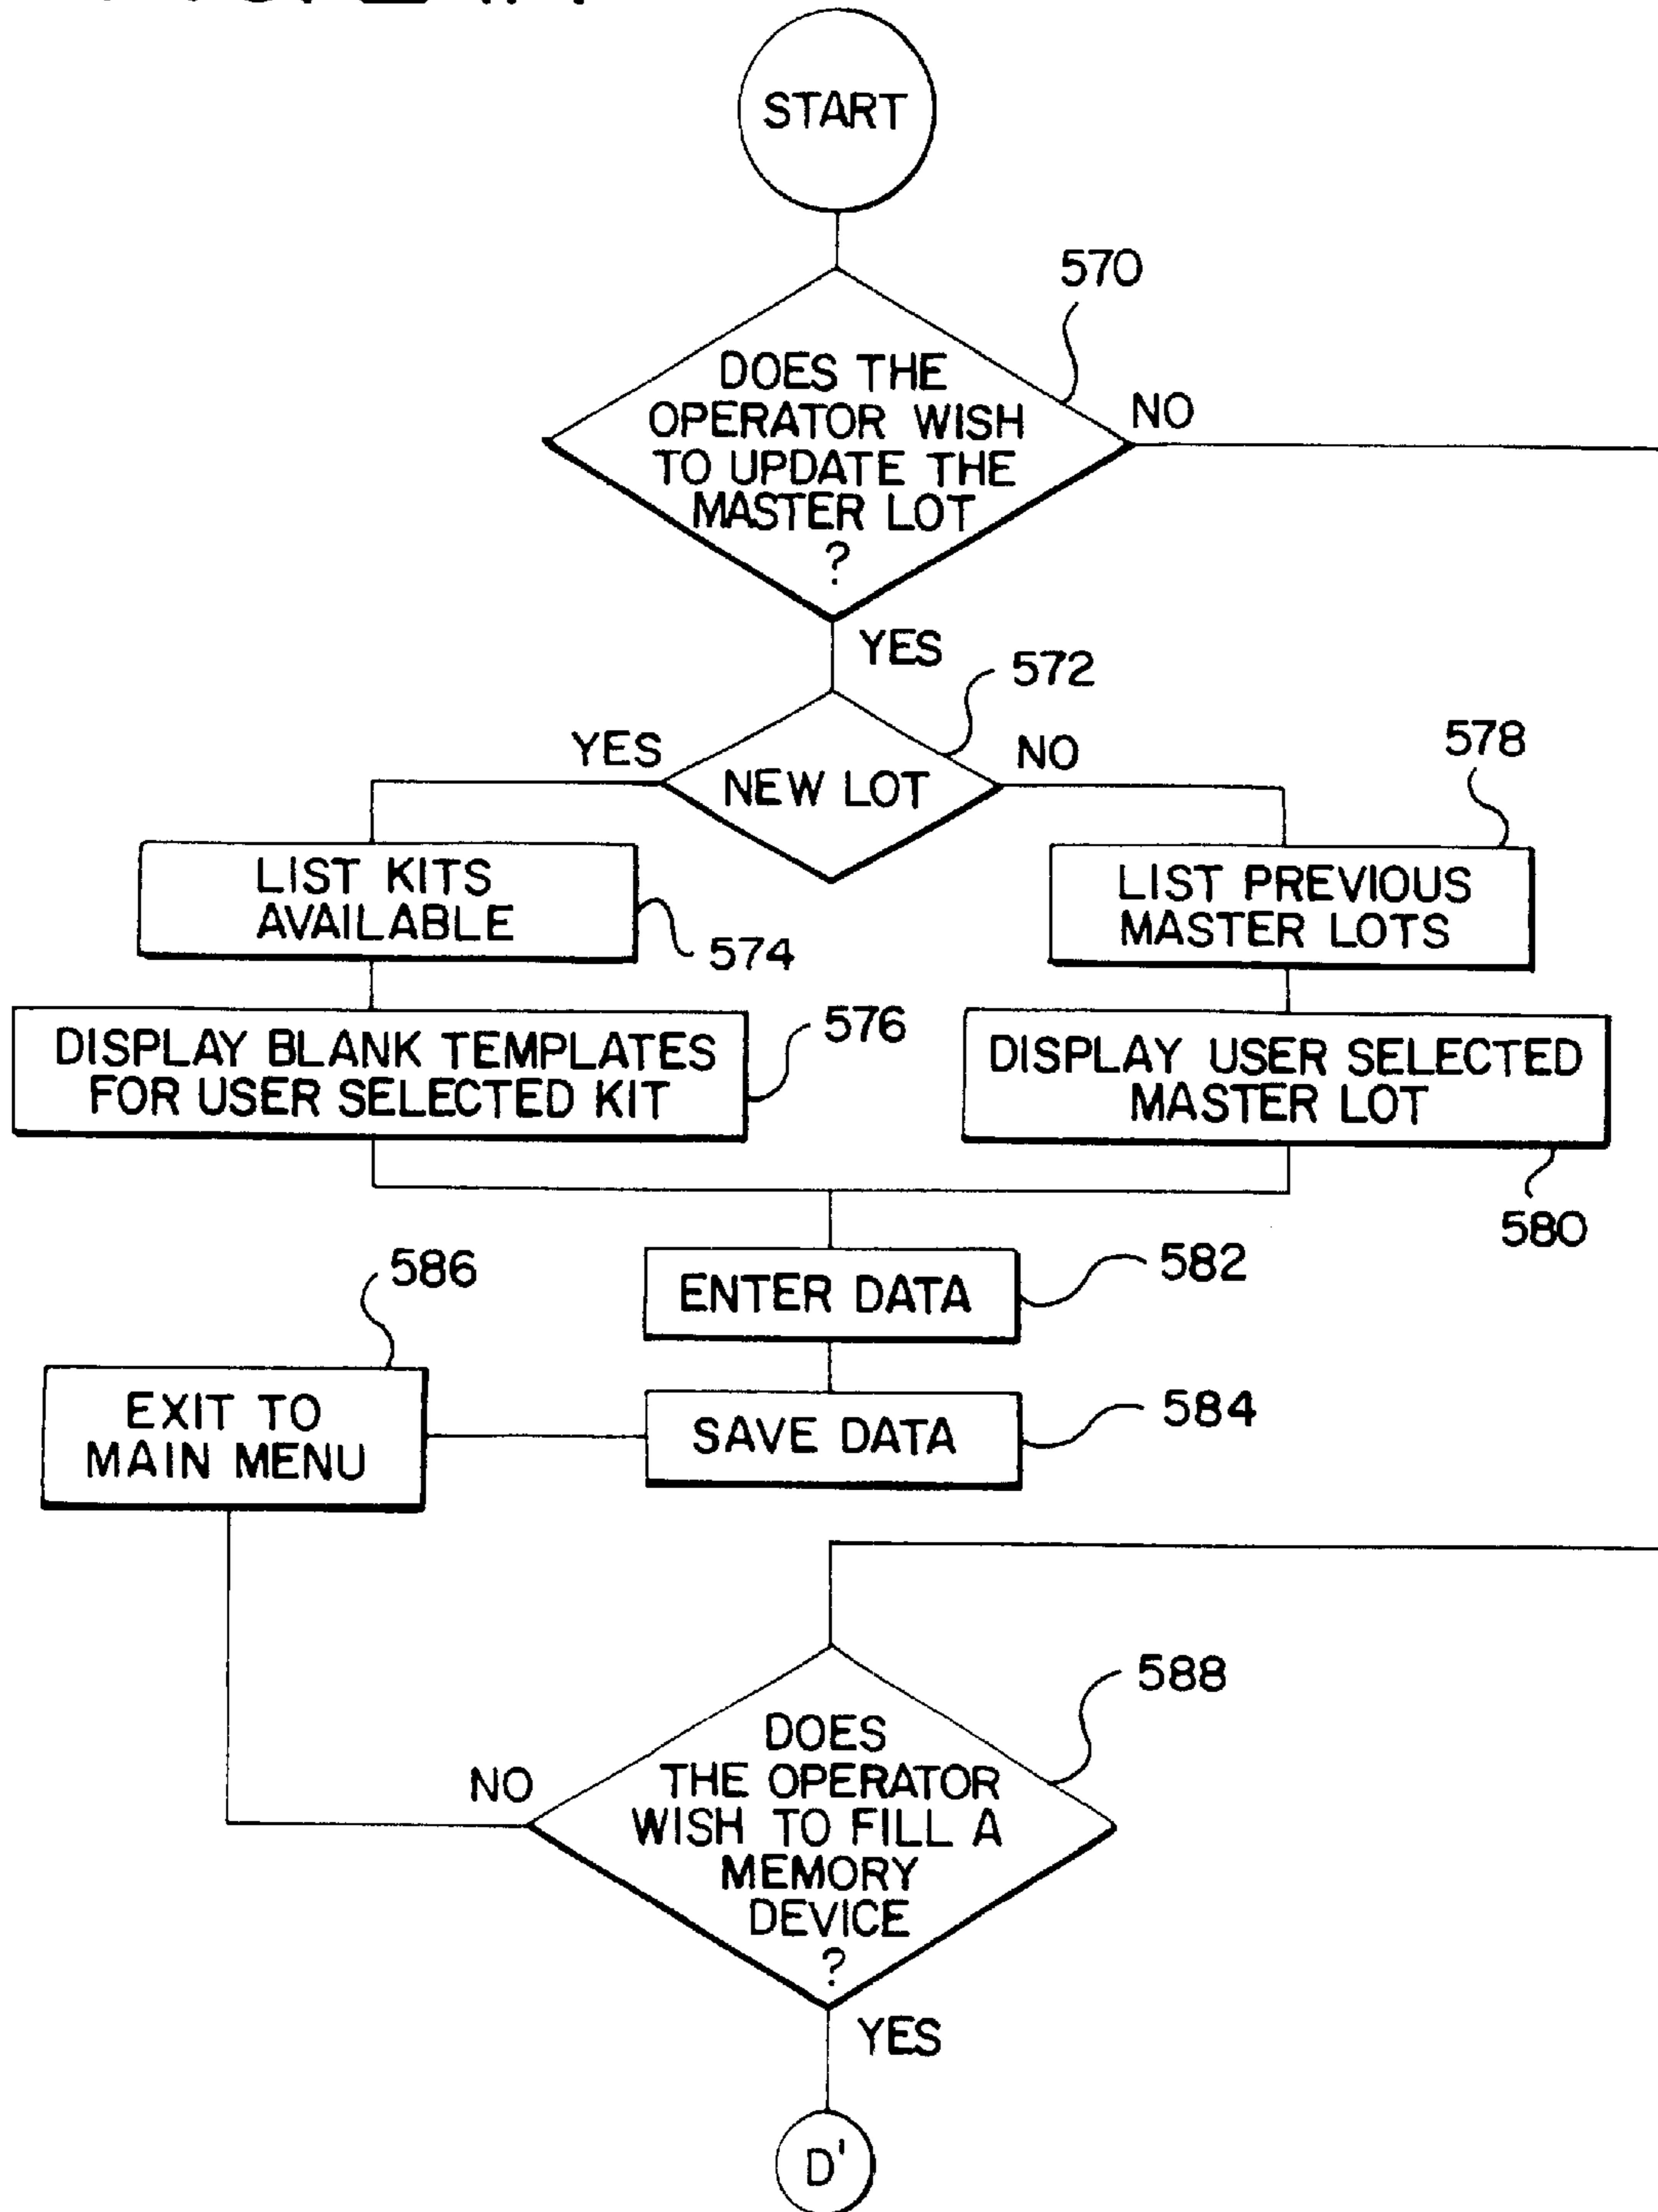 START
570
DOES THE
OPERATOR WISH
TO UPDATE THE
MASTER LOT
?
NO
YES
572
YES
NEW LOT
NO
578
LIST KITS
AVAILABLE
574
LIST PREVIOUS
MASTER LOTS
DISPLAY BLANK TEMPLATES
FOR USER SELECTED KIT
576
DISPLAY USER SELECTED
MASTER LOT
580
586
ENTER DATA
582
EXIT TO
MAIN MENU
SAVE DATA
584
588
DOES
THE OPERATOR
WISH TO FILL A
MEMORY
DEVICE
?
NO
YES
D'